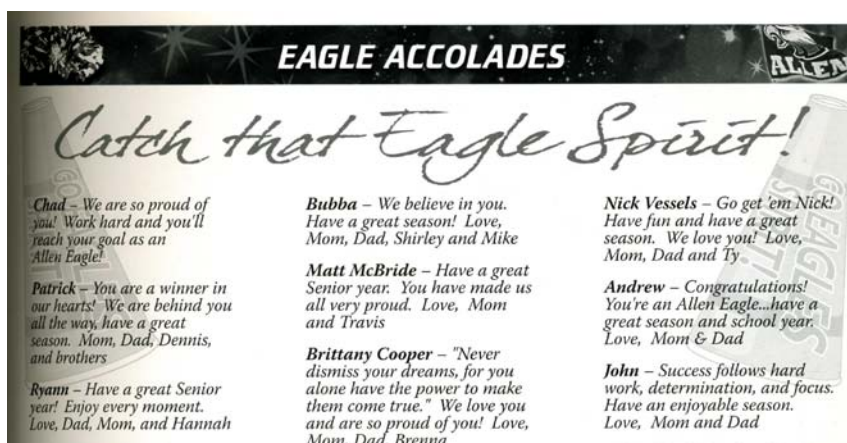 EAGLE ACCOLADES
ALLEN
Catch that Eagle Spirit!
Chad – We are so proud of
you! Work hard and you'll
reach your goal as an
Allen Eagle!
Patrick – You are a winner in
our hearts! We are behind you
all the way, have a great
season. Mom, Dad, Dennis,
and brothers
Ryann – Have a great Senior
year! Enjoy every moment.
Love, Dad, Mom, and Hannah
Bubba – We believe in you.
Have a great season! Love,
Mom, Dad, Shirley and Mike
Matt McBride – Have a great
Senior year. You have made us
all very proud. Love, Mom
and Travis
Brittany Cooper – "Never
dismiss your dreams, for you
alone have the power to make
them come true." We love you
and are so proud of you! Love,
Mom, Dad, Brenna
Nick Vessels – Go get 'em Nick!
Have fun and have a great
season. We love you! Love,
Mom, Dad and Ty
Andrew – Congratulations!
You're an Allen Eagle...have a
great season and school year.
Love, Mom & Dad
John – Success follows hard
work, determination, and focus.
Have an enjoyable season.
Love, Mom and Dad
GO EAGLES